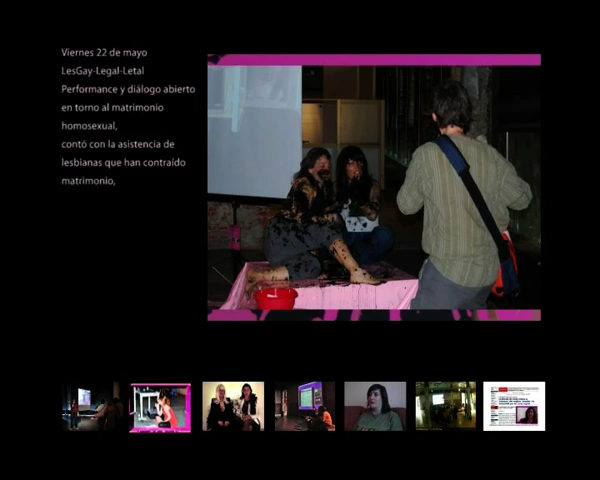 Viernes 22 de mayo
LesGay-Legal-Letal
Performance y diálogo abierto
en torno al matrimonio
homosexual,
contó con la asistencia de
lesbianas que han contraído
matrimonio,